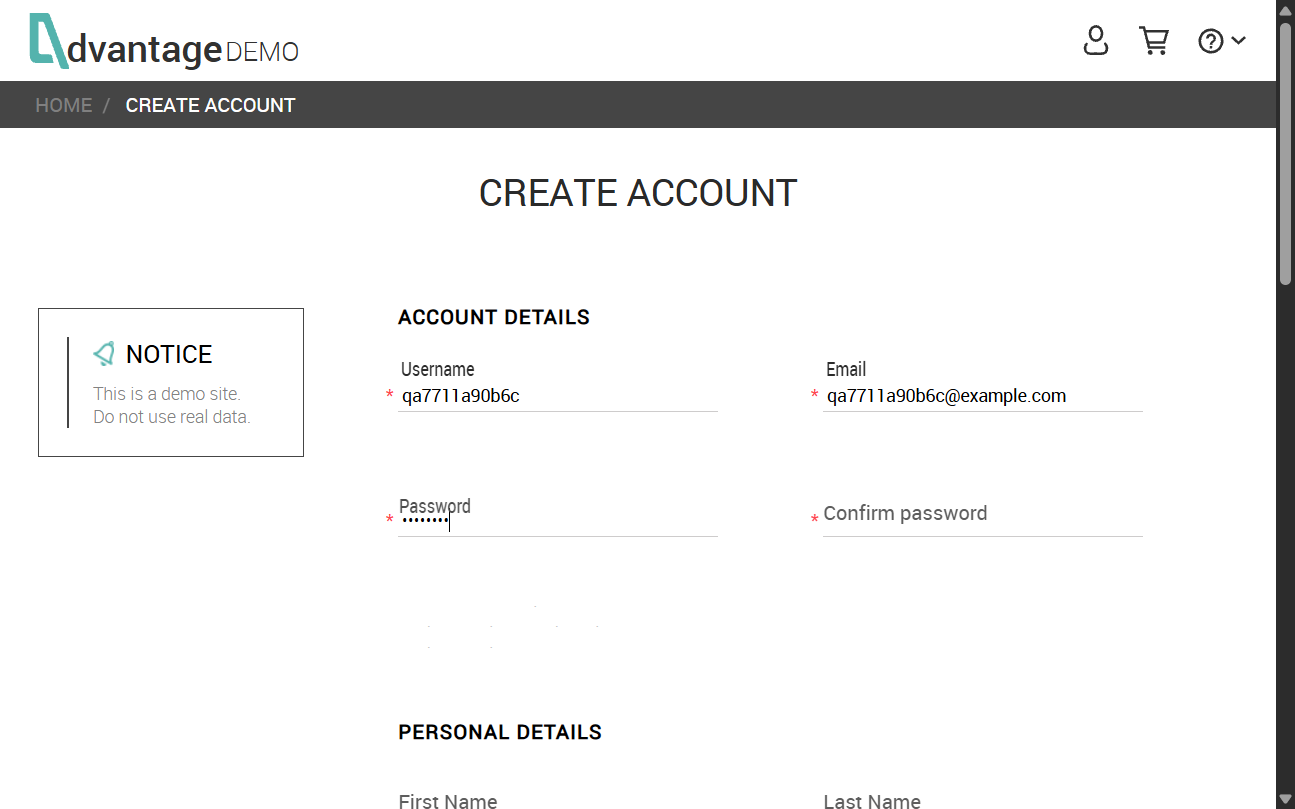 dvantage DEMO
HOME / CREATE ACCOUNT
CREATE ACCOUNT
NOTICE
This is a demo site.
Do not use real data.
ACCOUNT DETAILS
Username
* qa7711a90b6c
Email
* qa7711a90b6c@example.com
Password
* ••••••••
* Confirm password
PERSONAL DETAILS
First Name
Last Name